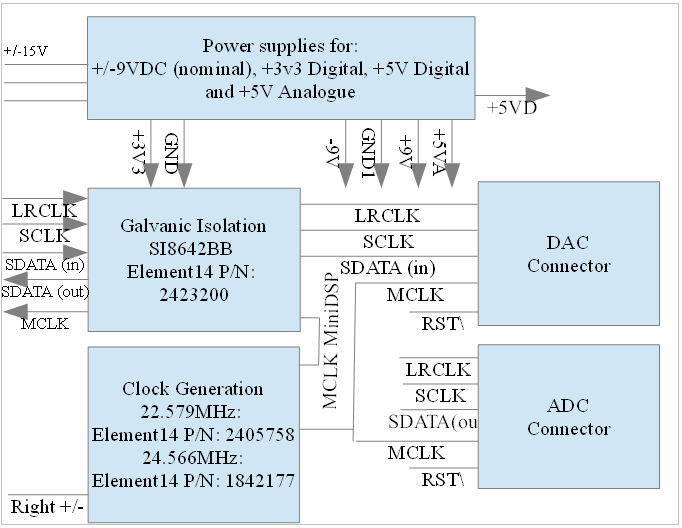 Power supplies for:
+/-9VDC (nominal), +3v3 Digital, +5V Digital
and +5V Analogue
+/-15V
+5VD
+3V3
GND
-9V
GND1
+9V
+5VA
LRCLK
SCLK
SDATA (in)
SDATA (out)
MCLK
Galvanic Isolation
SI8642BB
Element14 P/N:
2423200
LRCLK
SCLK
SDATA (in)
MCLK
RST\
DAC
Connector
MCLK MiniDSP
Clock Generation
22.579MHz:
Element14 P/N: 2405758
24.566MHz:
Element14 P/N: 1842177
Right +/-
LRCLK
SCLK
SDATA(ou
MCLK
RST\
ADC
Connector